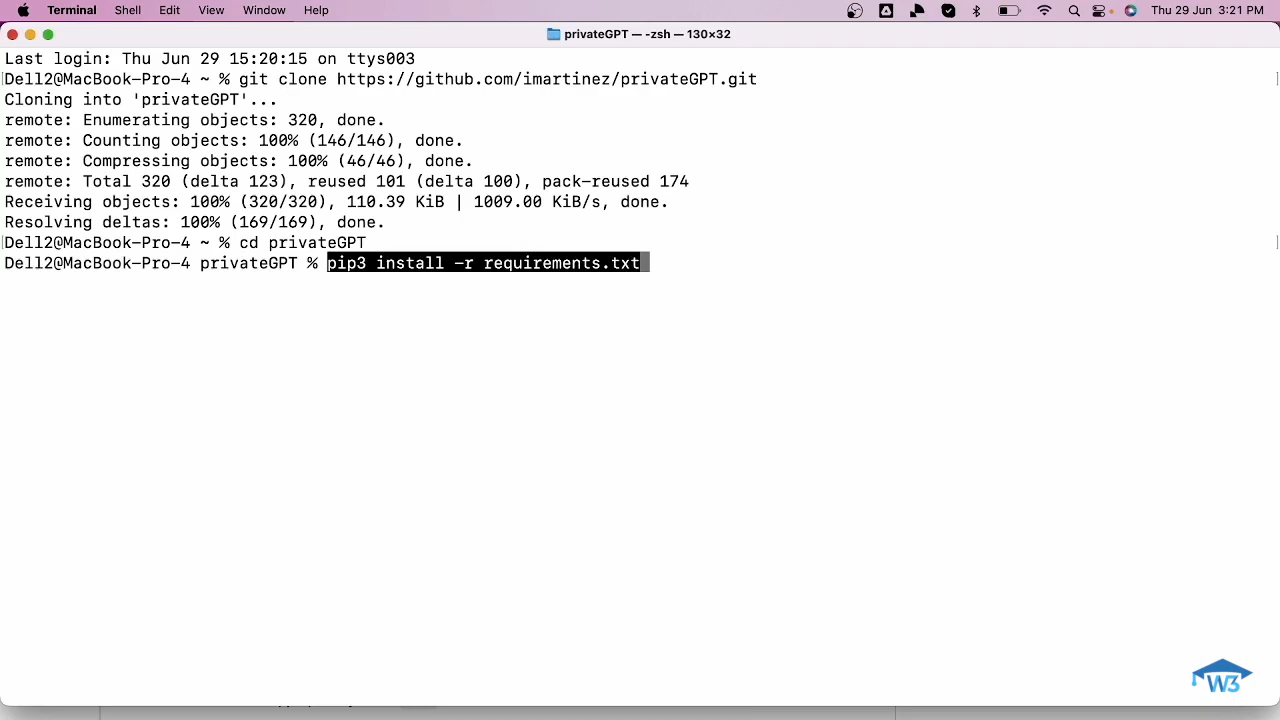 Terminal Shell Edit View Window Help Thu 29 Jun 3:21 PM
privateGPT — -zsh — 130×32
Last login: Thu Jun 29 15:20:15 on ttys003
Dell2@MacBook-Pro-4 ~ % git clone https://github.com/imartinez/privateGPT.git
Cloning into 'privateGPT'...
remote: Enumerating objects: 320, done.
remote: Counting objects: 100% (146/146), done.
remote: Compressing objects: 100% (46/46), done.
remote: Total 320 (delta 123), reused 101 (delta 100), pack-reused 174
Receiving objects: 100% (320/320), 110.39 KiB | 1009.00 KiB/s, done.
Resolving deltas: 100% (169/169), done.
Dell2@MacBook-Pro-4 ~ % cd privateGPT
Dell2@MacBook-Pro-4 privateGPT % pip3 install -r requirements.txt
W3